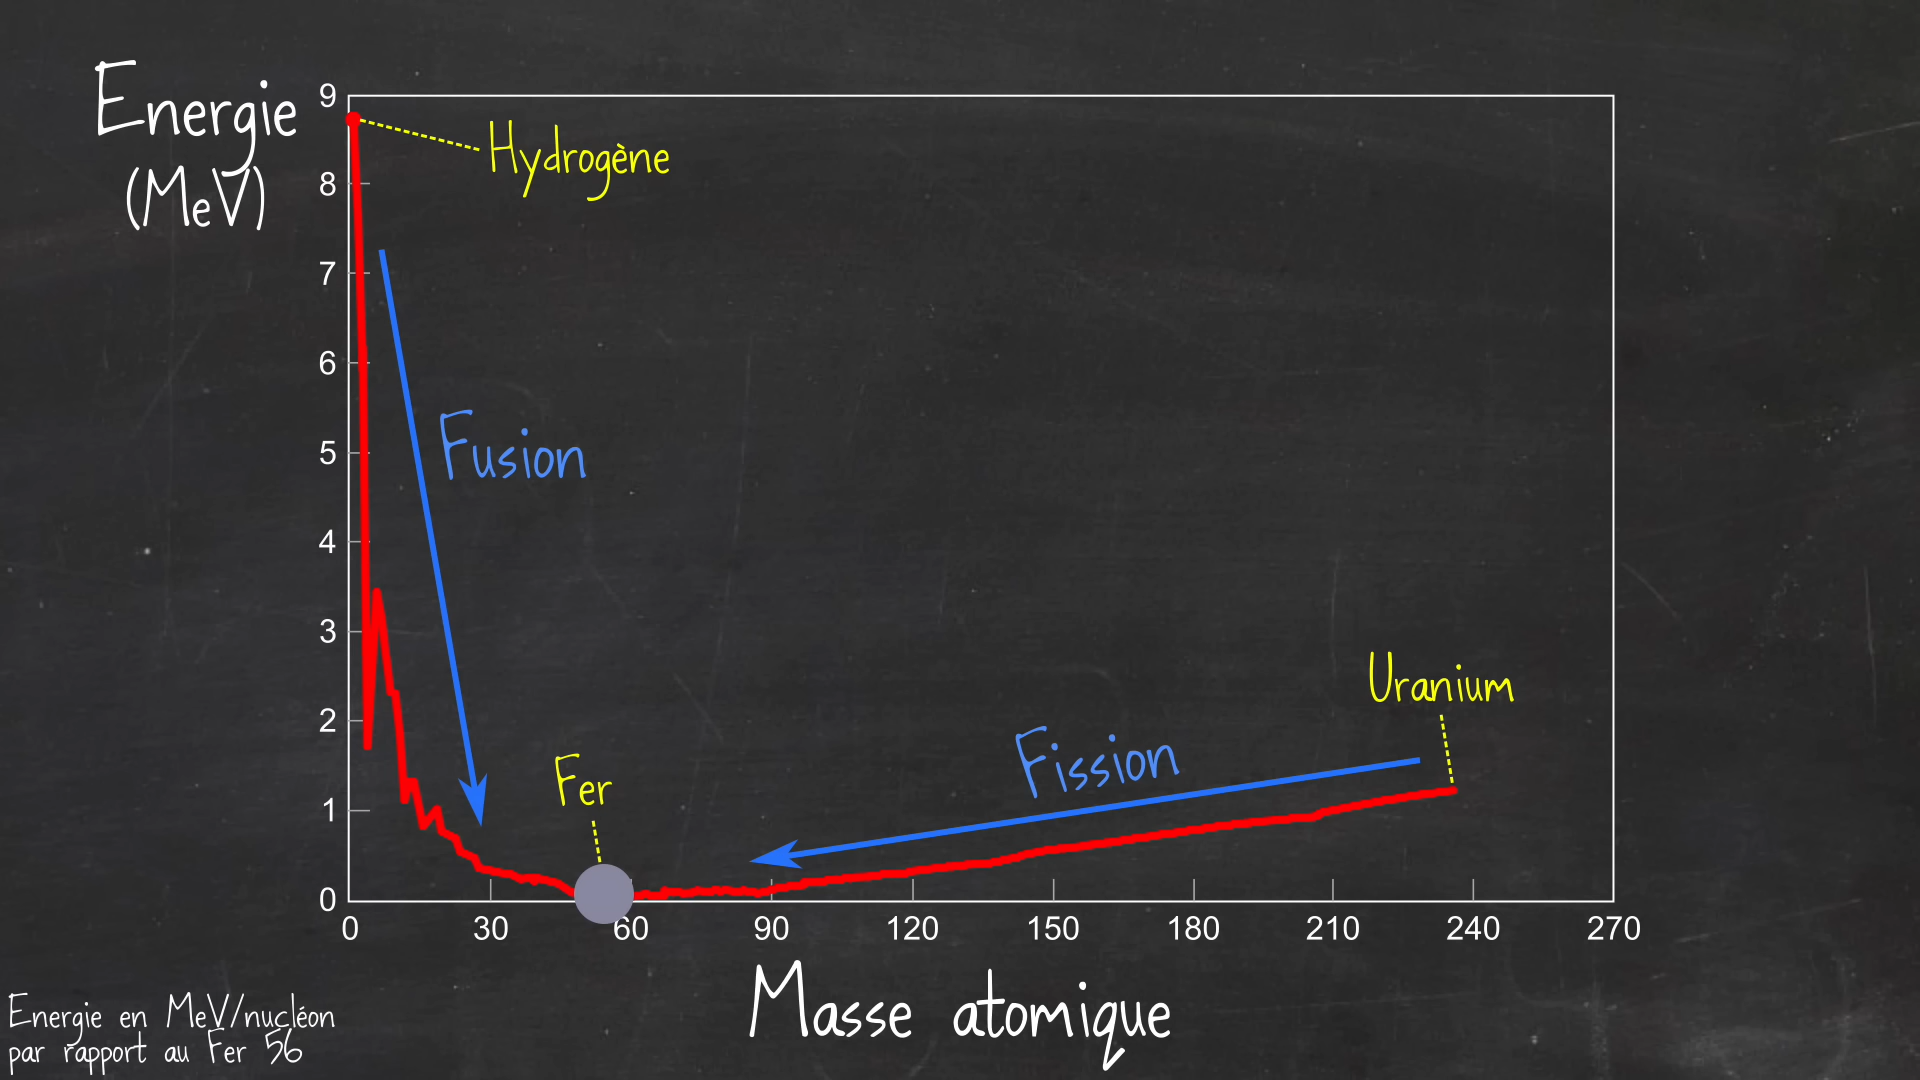 Energie
(MeV)
9
8
7
6
5
4
3
2
1
0
Hydrogène
Fusion
Fer
Fission
Uranium
0 30 60 90 120 150 180 210 240 270
Masse atomique
Energie en MeV/nucléon
par rapport au Fer 56